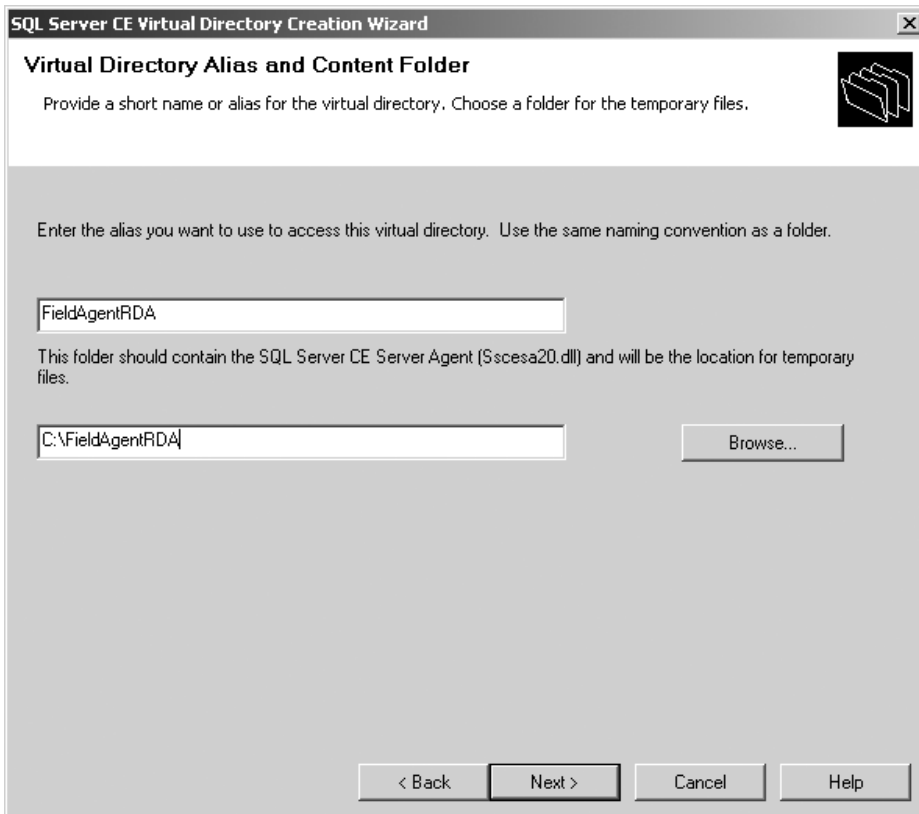 SQL Server CE Virtual Directory Creation Wizard
Virtual Directory Alias and Content Folder
Provide a short name or alias for the virtual directory. Choose a folder for the temporary files.
Enter the alias you want to use to access this virtual directory.  Use the same naming convention as a folder.
FieldAgentRDA
This folder should contain the SQL Server CE Server Agent (Sscesa20.dll) and will be the location for temporary
files.
C:\FieldAgentRDA
Browse...
< Back
Next >
Cancel
Help